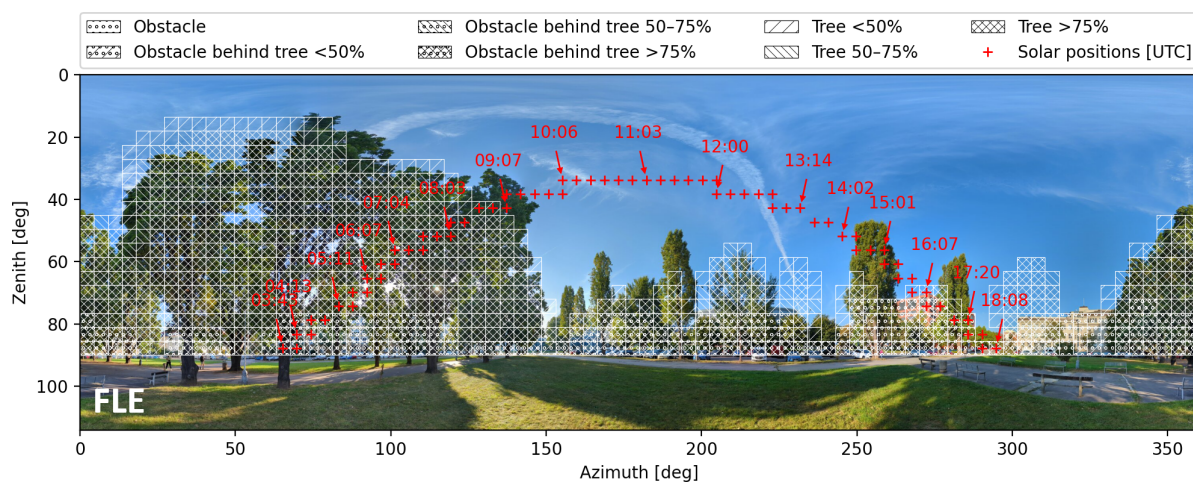 Obstacle
Obstacle behind tree <50%
Obstacle behind tree 50–75%
Obstacle behind tree >75%
Tree <50%
Tree 50–75%
Tree >75%
Solar positions [UTC]
0
20
40
60
80
100
Zenith [deg]
10:06
11:03
12:00
09:07
13:14
08:05
14:02
07:04
15:01
06:07
16:07
05:11
17:20
04:13
03:43
18:08
FLE
0
50
100
150
200
250
300
350
Azimuth [deg]